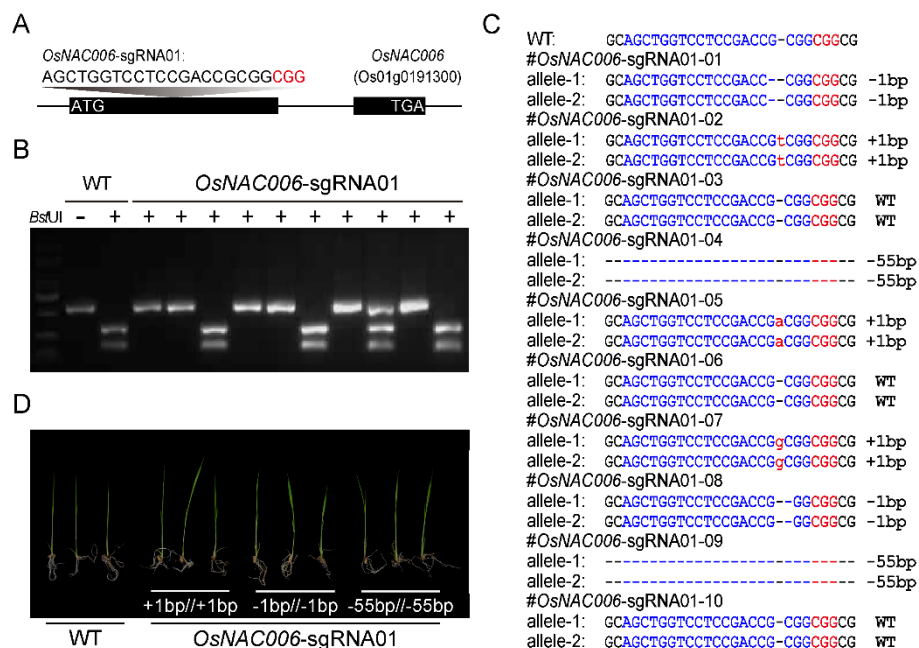 A
OsNAC006-sgRNA01:
AGCTGGTCCTCCGACCGCGGCGG
OsNAC006
(Os01g0191300)
ATG
TGA
B
WT
OsNAC006-sgRNA01
BstUI - + + + + + + + + + + +
D
+1bp//+1bp
-1bp//-1bp
-55bp//-55bp
WT
OsNAC006-sgRNA01
C
WT: GCAGCTGGTCCTCCGACCG-CGGCGGCG
#OsNAC006-sgRNA01-01
allele-1: GCAGCTGGTCCTCCGACC--CGGCGGCG -1bp
allele-2: GCAGCTGGTCCTCCGACC--CGGCGGCG -1bp
#OsNAC006-sgRNA01-02
allele-1: GCAGCTGGTCCTCCGACCGtCGGCGGCG +1bp
allele-2: GCAGCTGGTCCTCCGACCGtCGGCGGCG +1bp
#OsNAC006-sgRNA01-03
allele-1: GCAGCTGGTCCTCCGACCG-CGGCGGCG WT
allele-2: GCAGCTGGTCCTCCGACCG-CGGCGGCG WT
#OsNAC006-sgRNA01-04
allele-1: ---------------------------- -55bp
allele-2: ---------------------------- -55bp
#OsNAC006-sgRNA01-05
allele-1: GCAGCTGGTCCTCCGACCGaCGGCGGCG +1bp
allele-2: GCAGCTGGTCCTCCGACCGaCGGCGGCG +1bp
#OsNAC006-sgRNA01-06
allele-1: GCAGCTGGTCCTCCGACCG-CGGCGGCG WT
allele-2: GCAGCTGGTCCTCCGACCG-CGGCGGCG WT
#OsNAC006-sgRNA01-07
allele-1: GCAGCTGGTCCTCCGACCGgCGGCGGCG +1bp
allele-2: GCAGCTGGTCCTCCGACCGgCGGCGGCG +1bp
#OsNAC006-sgRNA01-08
allele-1: GCAGCTGGTCCTCCGACCG--GGCGGCG -1bp
allele-2: GCAGCTGGTCCTCCGACCG--GGCGGCG -1bp
#OsNAC006-sgRNA01-09
allele-1: ---------------------------- -55bp
allele-2: ---------------------------- -55bp
#OsNAC006-sgRNA01-10
allele-1: GCAGCTGGTCCTCCGACCG-CGGCGGCG WT
allele-2: GCAGCTGGTCCTCCGACCG-CGGCGGCG WT